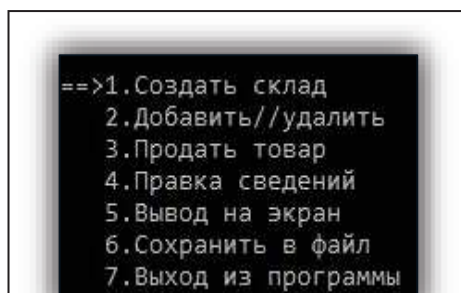 ==>1.Создать склад
2.Добавить//удалить
3.Продать товар
4.Правка сведений
5.Вывод на экран
6.Сохранить в файл
7.Выход из программы